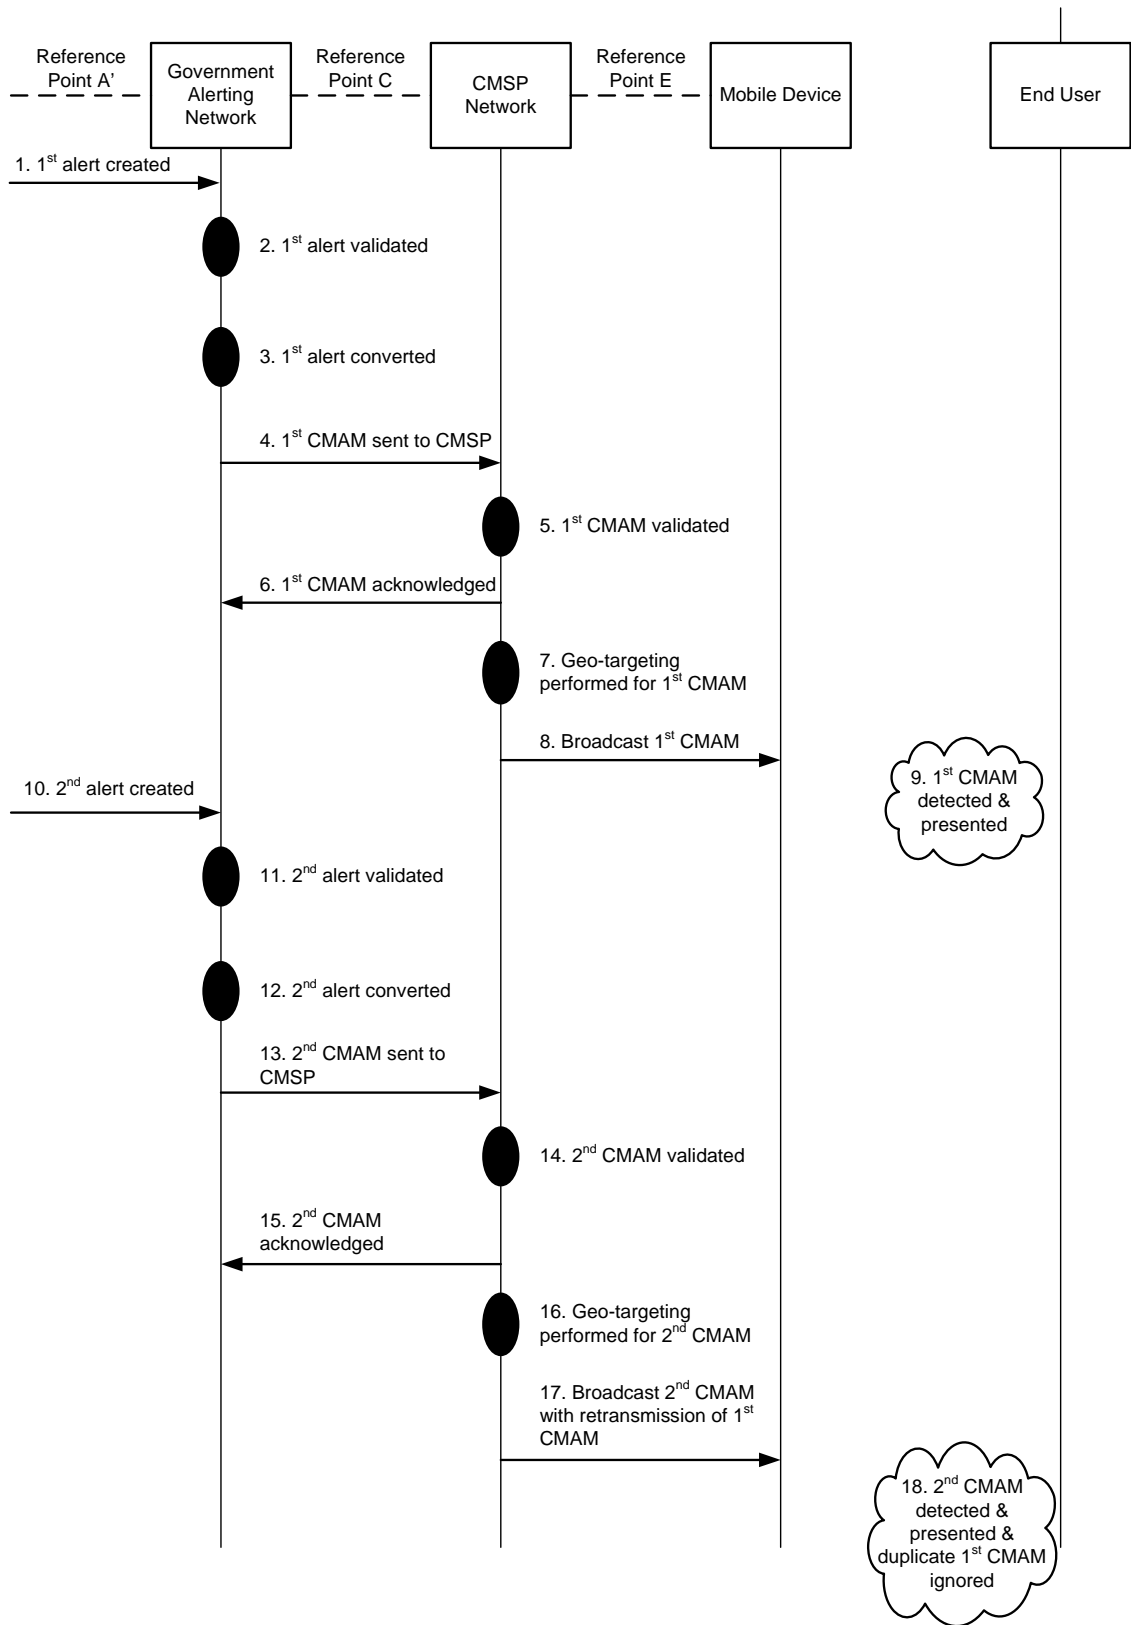 Reference
Point A'
Government
Alerting
Network
Reference
Point C
CMSP
Network
Reference
Point E
Mobile Device
End User
1. 1st alert created
2. 1st alert validated
3. 1st alert converted
4. 1st CMAM sent to CMSP
5. 1st CMAM validated
6. 1st CMAM acknowledged
7. Geo-targeting
performed for 1st CMAM
8. Broadcast 1st CMAM
9. 1st CMAM
detected &
presented
10. 2nd alert created
11. 2nd alert validated
12. 2nd alert converted
13. 2nd CMAM sent to
CMSP
14. 2nd CMAM validated
15. 2nd CMAM
acknowledged
16. Geo-targeting
performed for 2nd CMAM
17. Broadcast 2nd CMAM
with retransmission of 1st
CMAM
18. 2nd CMAM
detected &
presented &
duplicate 1st CMAM
ignored